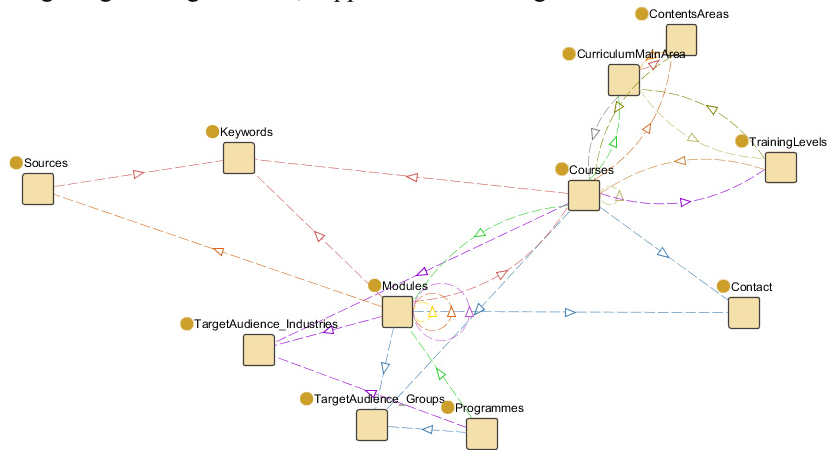 ContentsAreas
CurriculumMainArea
Keywords
TrainingLevels
Sources
Courses
Modules
Contact
TargetAudience_Industries
TargetAudience_Groups
Programmes